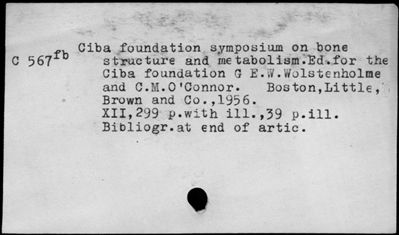 Ciba foundation symposium on bone
C 567fb structure and metabolism.Ed.for the
Ciba foundation G E.W.Wolstenholme
and C.M.O'Connor. Boston,Little,
Brown and Co.,1956.
XII,299 p.with ill.,39 p.ill.
Bibliogr.at end of artic.